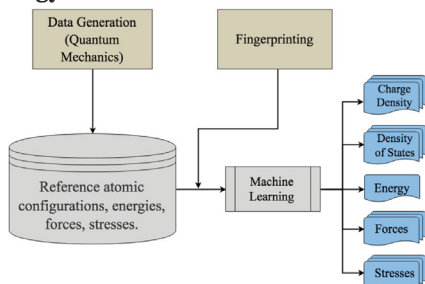 Data Generation
(Quantum
Mechanics)
Fingerprinting
Charge
Density
Density
of States
Reference atomic
configurations, energies,
forces, stresses.
Machine
Learning
Energy
Forces
Stresses